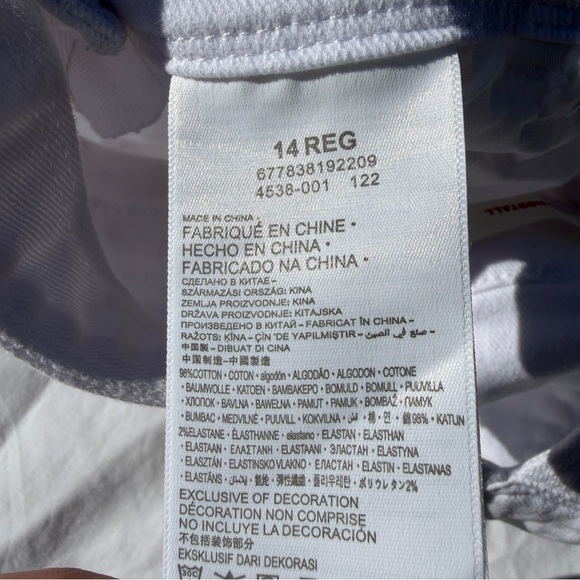 14 REG
677838192209
4538-001 122
MADE IN CHINA •
FABRIQUÉ EN CHINE •
HECHO EN CHINA •
FABRICADO NA CHINA •
СДЕЛАНО В КИТАЕ •
SZÁRMAZÁSI ORSZÁG: KÍNA
ZEMLJA PROIZVODNJE: KINA
DRŽAVA PROIZVODNJE: KITAJSKA
ПРОИЗВЕДЕНО В КИТАЙ • FABRICAT ÎN CHINA •
RAŽOTS: ĶĪNA • ÇİN 'DE YAPILMIŞTIR • صنع في الصين •
中国製 • DIBUAT DI CINA
中国制造 • 中國製造
98%COTTON • COTON • algodón • ALGODÃO • ALGODON • COTONE
• BAUMWOLLE • KATOEN • ΒΑΜΒΑΚΕΡΟ • BOMULD • BOMULL • PUUVILLA
• ХЛОПОК • BAVLNA • BAWEŁNA • PAMUT • PAMUK • BOMBAŽ • ПАМУК
• BUMBAC • MEDVILNĖ • PUUVILL • KOKVILNA • قطن • 棉 • 면 • 綿 98% • KATUN
2%ELASTANE • ÉLASTHANNE • elastano • ELASTAN • ELASTHAN
• ELASTAAN • ΕΛΑΣΤΑΝΗ • ELASTAANI • ЭЛАСТАН • ELASTYNA
• ELASZTÁN • ELASTINSKO VLAKNO • ЕЛАСТАН • ELASTIN • ELASTANAS
• ELASTĀNS • 氨纶 • 彈性纖維 • 폴리우레탄 • ポリウレタン 2%
EXCLUSIVE OF DECORATION
DÉCORATION NON COMPRISE
NO INCLUYE LA DECORACIÓN
不包括装饰部分
EKSKLUSIF DARI DEKORASI
HORTALL